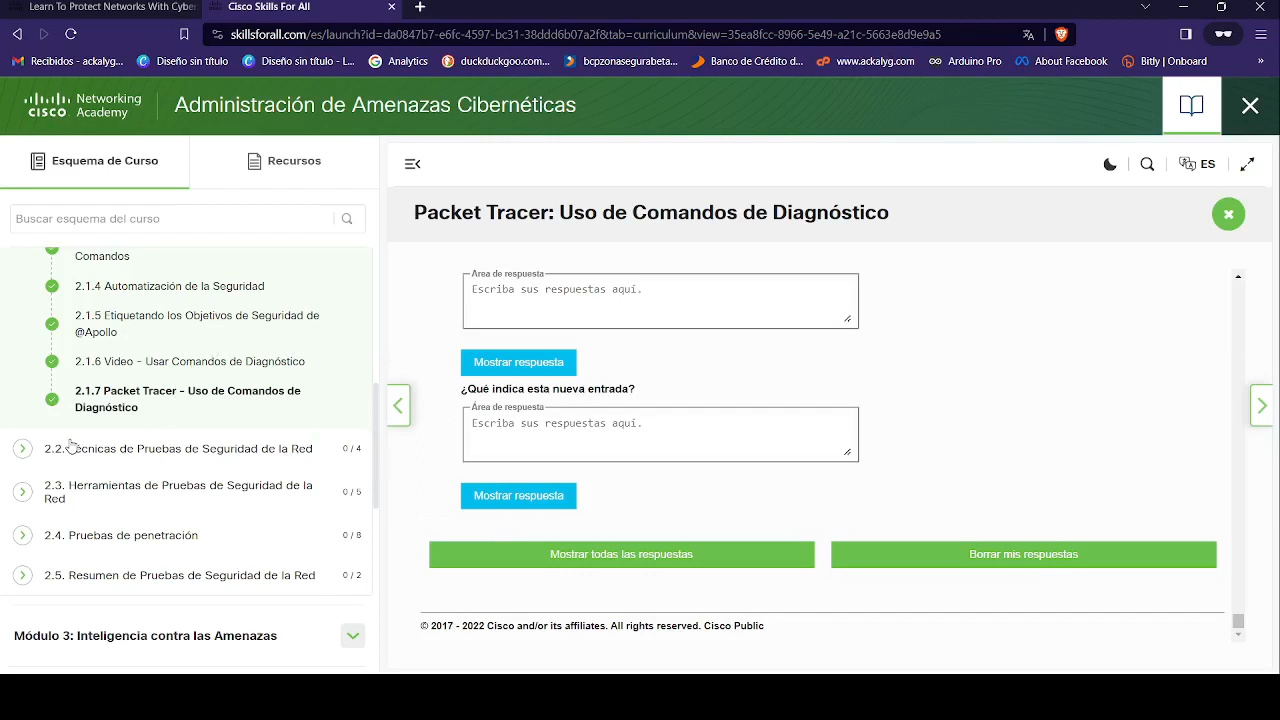 Learn To Protect Networks With Cyber
Cisco Skills For All
skillsforall.com/es/launch?id=da0847b7-e6fc-4597-bc31-38ddd6b07a2f&tab=curriculum&view=35ea8fcc-8966-5e49-a21c-5663e8d9e9a5
Recibidos - ackalyg...
Diseño sin título
Diseño sin título - L...
Analytics
duckduckgoo.com...
bcpzonasegurabeta...
Banco de Crédito d...
www.ackalyg.com
Arduino Pro
About Facebook
Bitly | Onboard
»
cisco Networking Academy
Administración de Amenazas Cibernéticas
Esquema de Curso
Recursos
ES
Buscar esquema del curso
Packet Tracer: Uso de Comandos de Diagnóstico
Comandos
2.1.4 Automatización de la Seguridad
2.1.5 Etiquetando los Objetivos de Seguridad de
@Apollo
2.1.6 Video - Usar Comandos de Diagnóstico
2.1.7 Packet Tracer - Uso de Comandos de
Diagnóstico
2.2. Técnicas de Pruebas de Seguridad de la Red 0 / 4
2.3. Herramientas de Pruebas de Seguridad de la
Red 0 / 5
2.4. Pruebas de penetración 0 / 8
2.5. Resumen de Pruebas de Seguridad de la Red 0 / 2
Módulo 3: Inteligencia contra las Amenazas
Área de respuesta
Escriba sus respuestas aquí.
Mostrar respuesta
¿Qué indica esta nueva entrada?
Área de respuesta
Escriba sus respuestas aquí.
Mostrar respuesta
Mostrar todas las respuestas
Borrar mis respuestas
© 2017 - 2022 Cisco and/or its affiliates. All rights reserved. Cisco Public